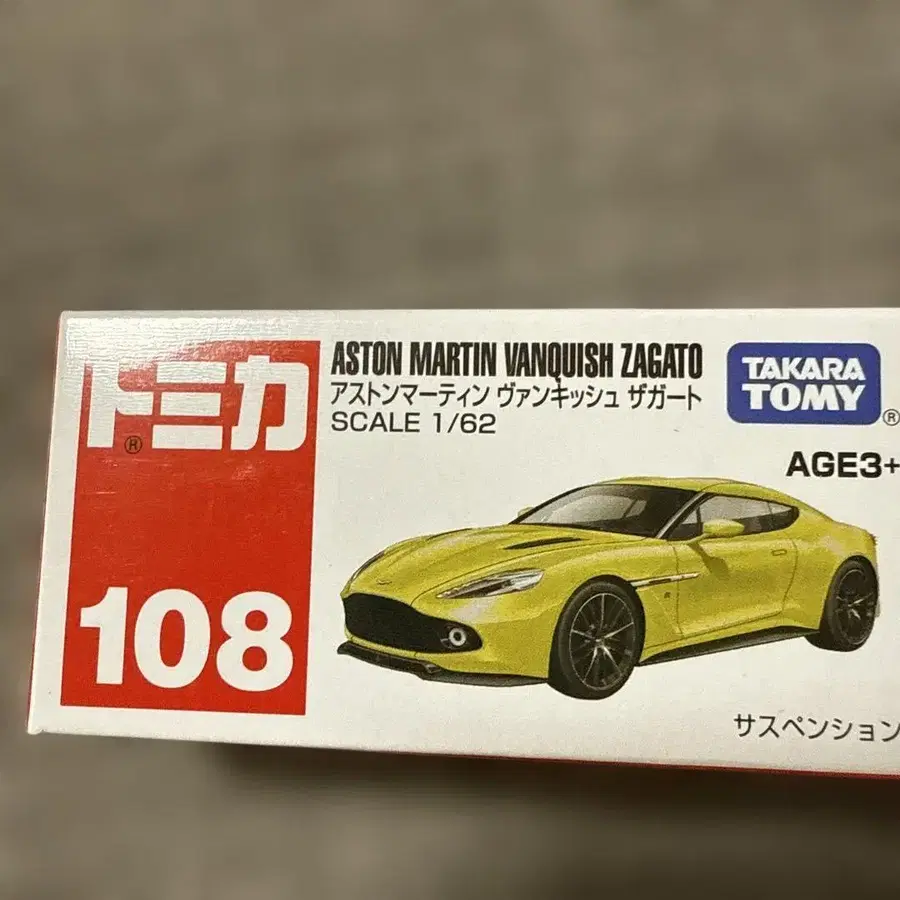 トミカ®
108
ASTON MARTIN VANQUISH ZAGATO
アストンマーティン ヴァンキッシュ ザガート
SCALE 1/62
TAKARA
TOMY®
AGE3+
サスペンション